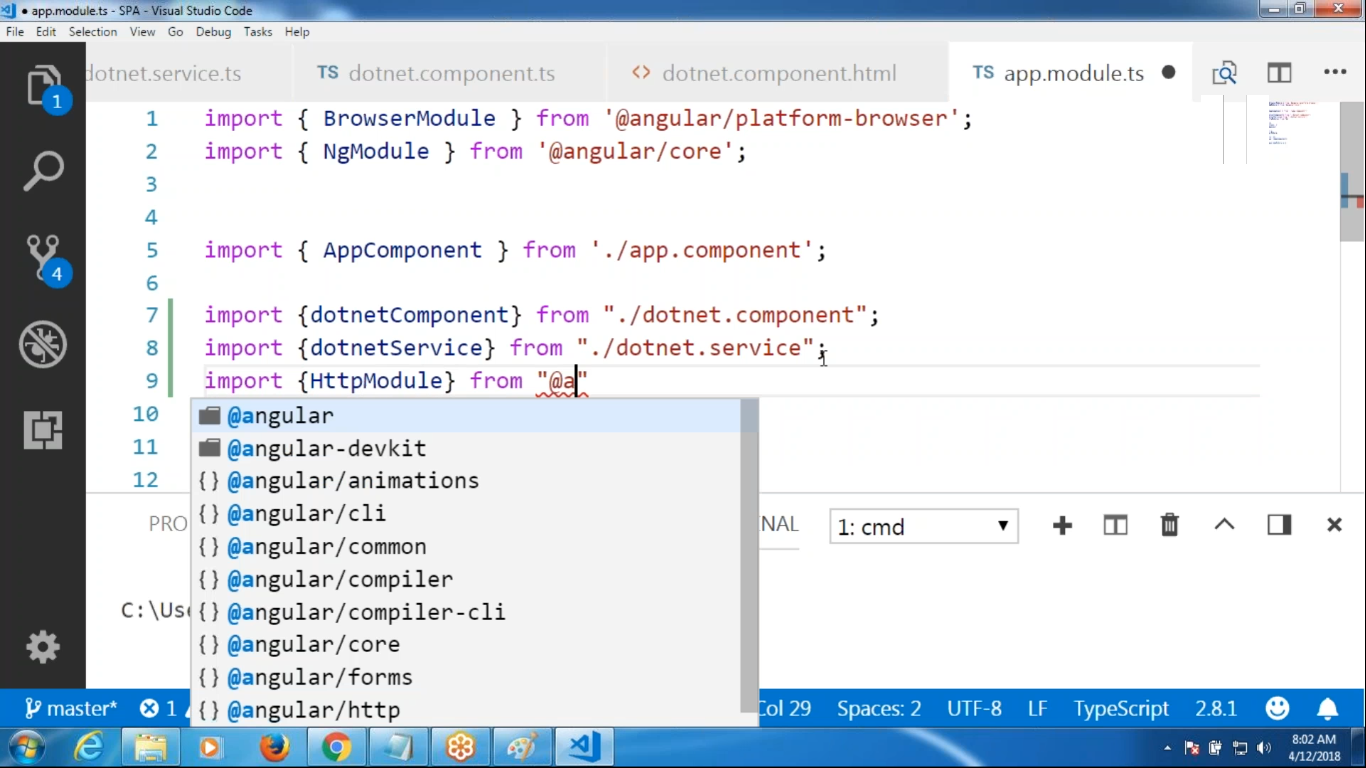 ● app.module.ts - SPA - Visual Studio Code
File Edit Selection View Go Debug Tasks Help
dotnet.service.ts TS dotnet.component.ts <> dotnet.component.html TS app.module.ts ●
1 import { BrowserModule } from '@angular/platform-browser';
2 import { NgModule } from '@angular/core';
3
4
5 import { AppComponent } from './app.component';
6
7 import {dotnetComponent} from "./dotnet.component";
8 import {dotnetService} from "./dotnet.service";
9 import {HttpModule} from "@a"
10
11
12
1
4
@angular
@angular-devkit
{} @angular/animations
{} @angular/cli
{} @angular/common
{} @angular/compiler
{} @angular/compiler-cli
{} @angular/core
{} @angular/forms
{} @angular/http
PRO NAL 1: cmd
C:\Use
master* 1 Col 29 Spaces: 2 UTF-8 LF TypeScript 2.8.1
8:02 AM
4/12/2018